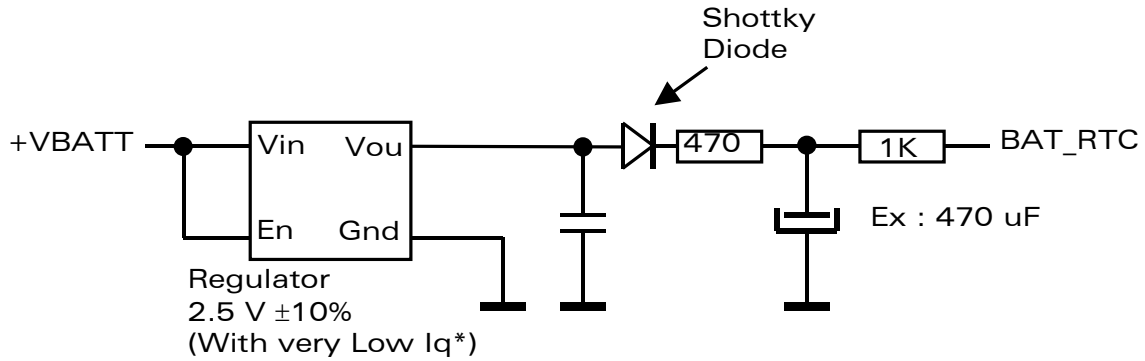 Shottky
Diode
+VBATT
Vin
Vou
470
1K
BAT_RTC
En
Gnd
Ex : 470 uF
Regulator
2.5 V ±10%
(With very Low Iq*)